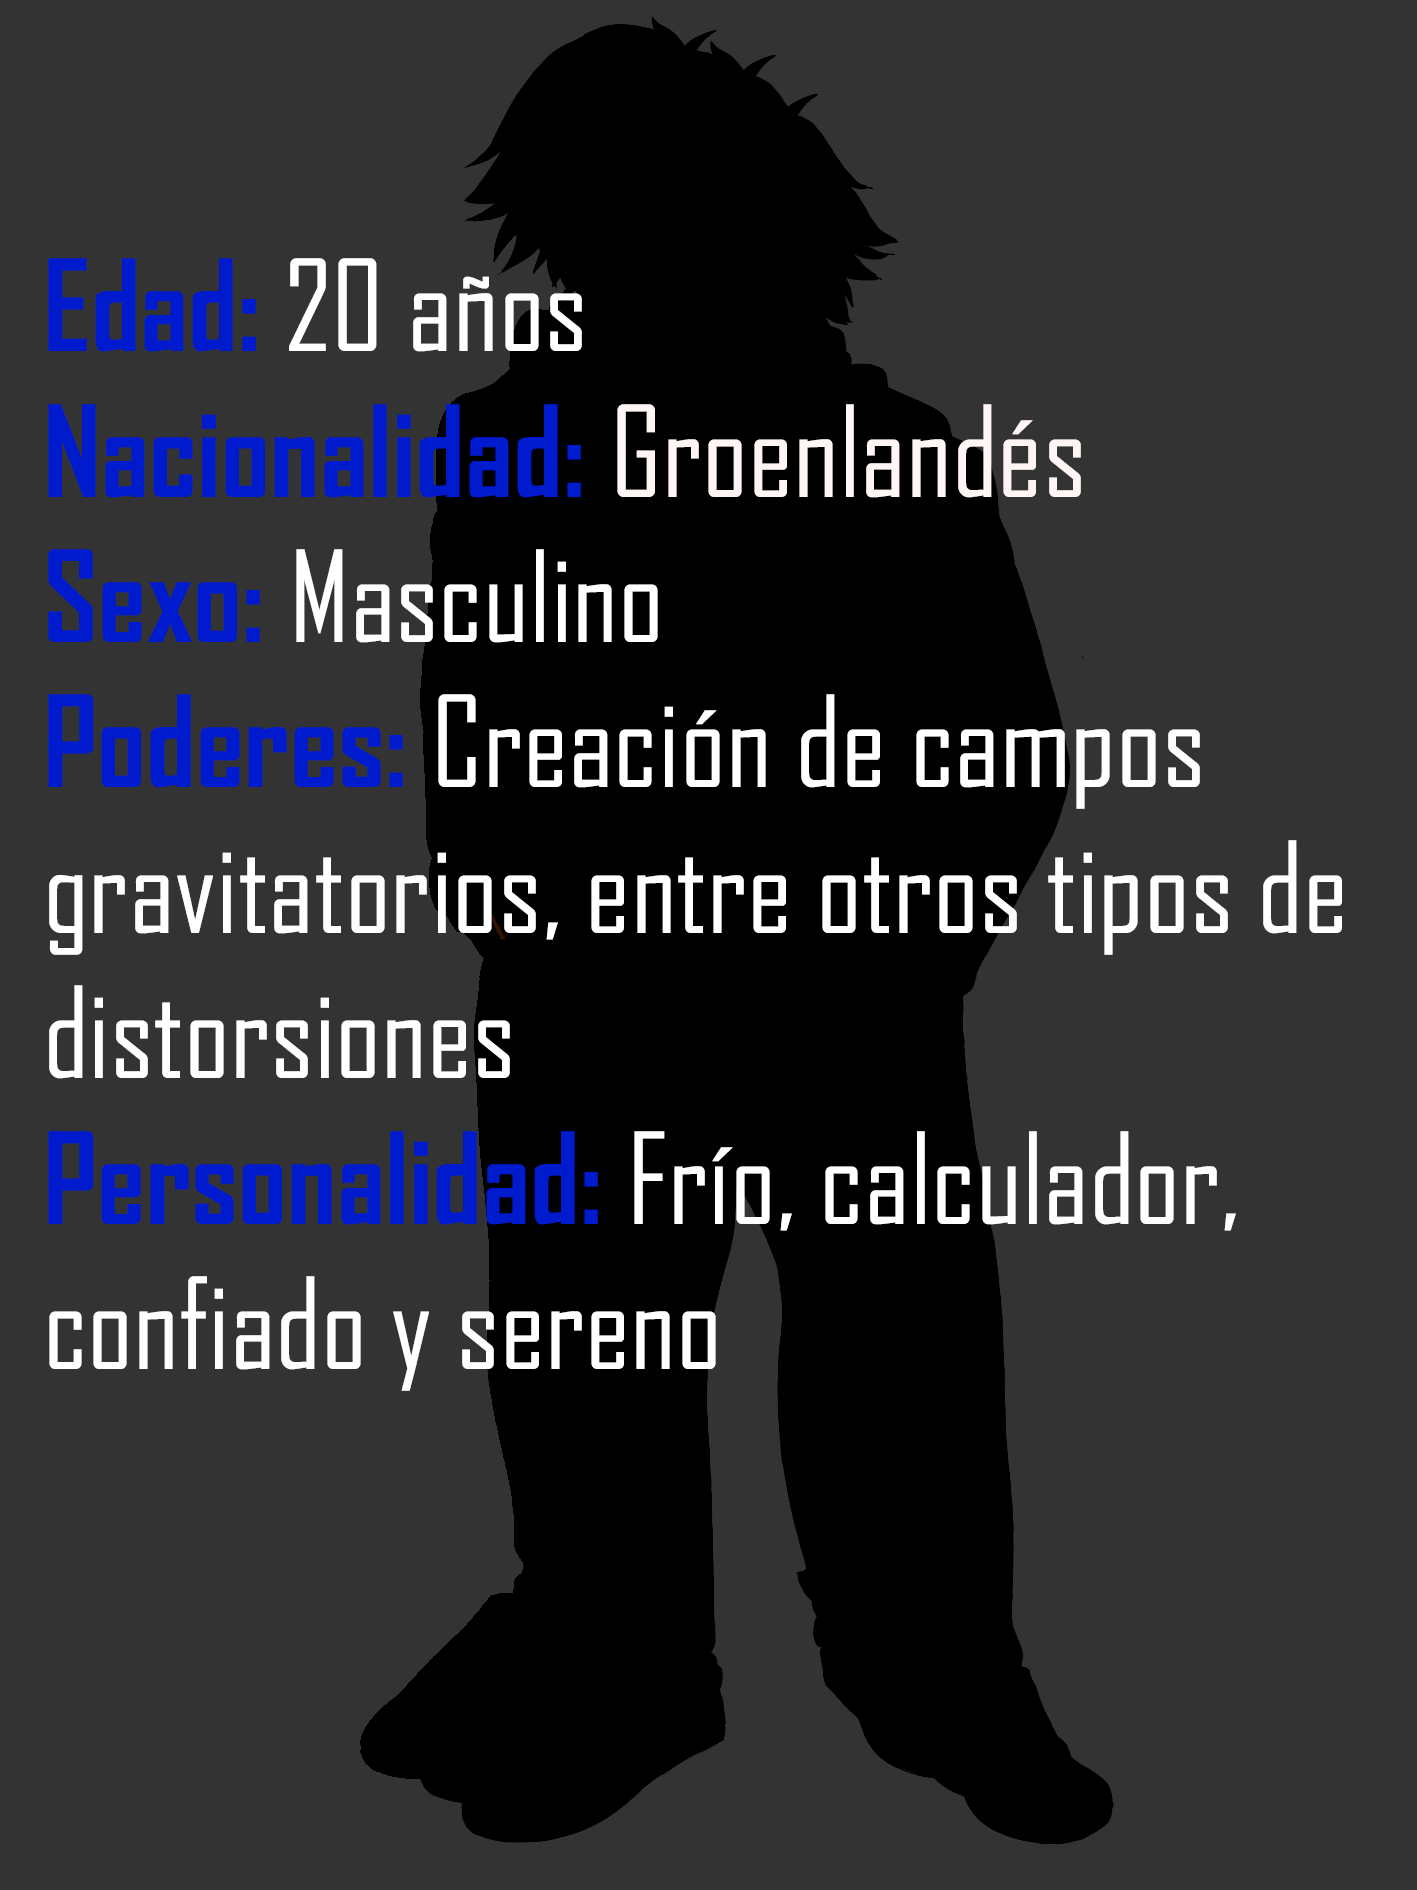 Edad: 20 años
Nacionalidad: Groenlandés
Sexo: Masculino
Poderes: Creación de campos
gravitatorios, entre otros tipos de
distorsiones
Personalidad: Frío, calculador,
confiado y sereno